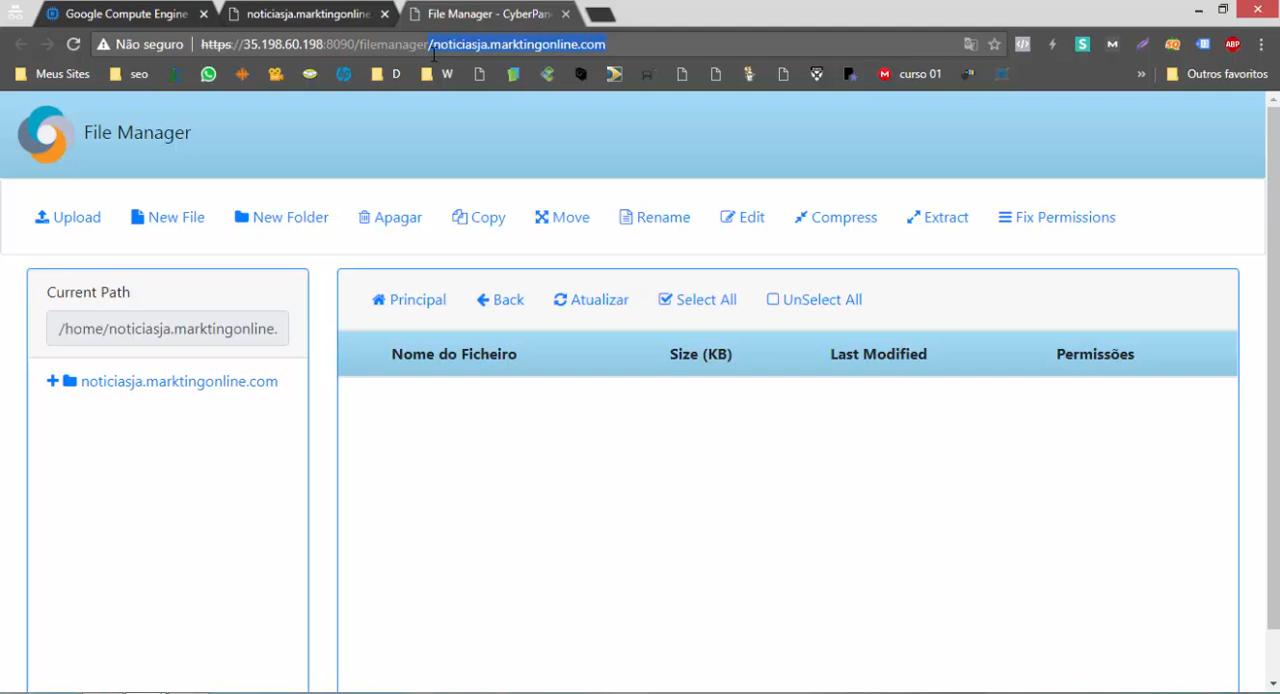 Google Compute Engine
noticiasja.marktingonline.
File Manager - CyberPan
Não seguro
https://35.198.60.198:8090/filemanager/noticiasja.marktingonline.com
Meus Sites
seo
D
W
curso 01
»
Outros favoritos
File Manager
Upload
New File
New Folder
Apagar
Copy
Move
Rename
Edit
Compress
Extract
Fix Permissions
Current Path
/home/noticiasja.marktingonline.
noticiasja.marktingonline.com
Principal
Back
Atualizar
Select All
UnSelect All
Nome do Ficheiro
Size (KB)
Last Modified
Permissões